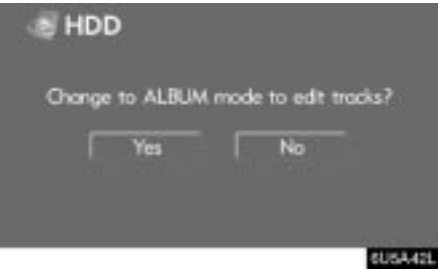 HDD
Change to ALBUM mode to edit tracks?
Yes No
6U5A42L